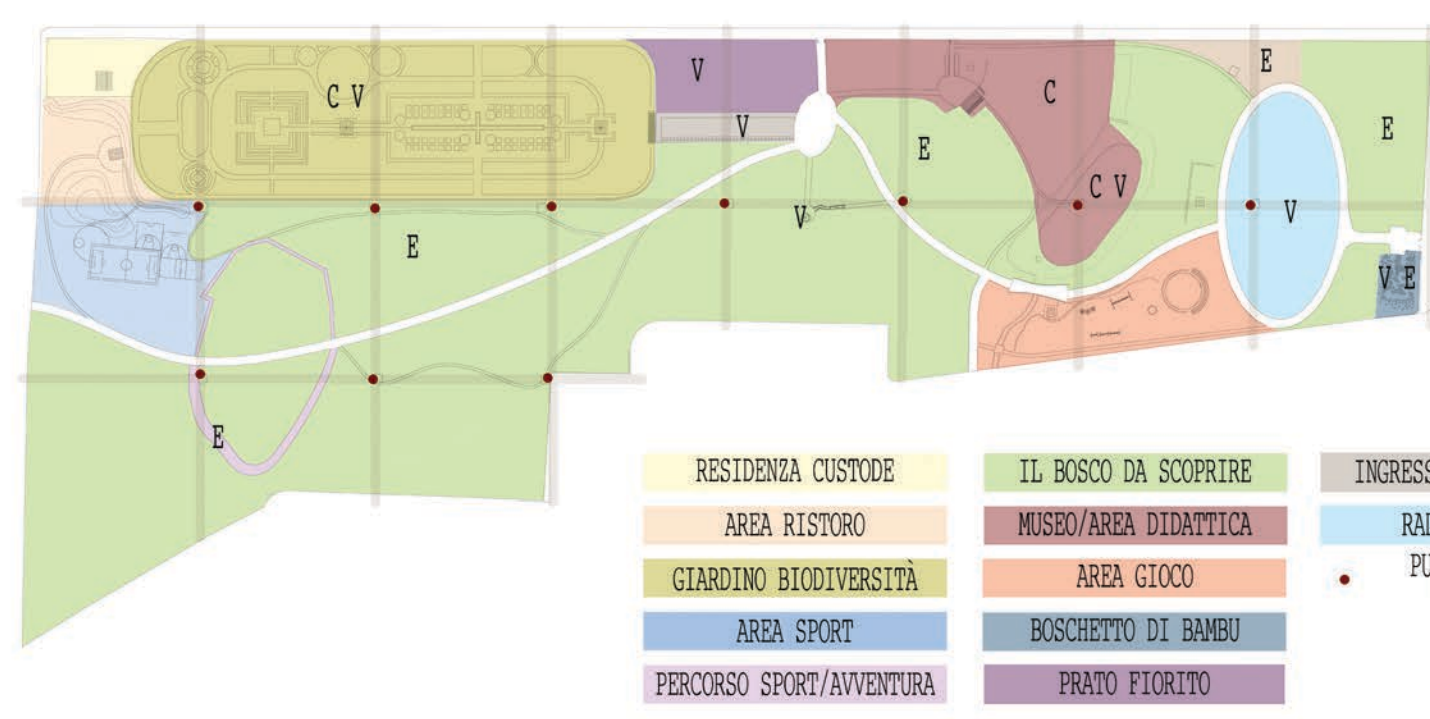 V
E
C V
C
V
E
E
C V
V
V
E
V E
E
RESIDENZA CUSTODE
IL BOSCO DA SCOPRIRE
AREA RISTORO
MUSEO/AREA DIDATTICA
GIARDINO BIODIVERSITÀ
AREA GIOCO
AREA SPORT
BOSCHETTO DI BAMBU
PERCORSO SPORT/AVVENTURA
PRATO FIORITO